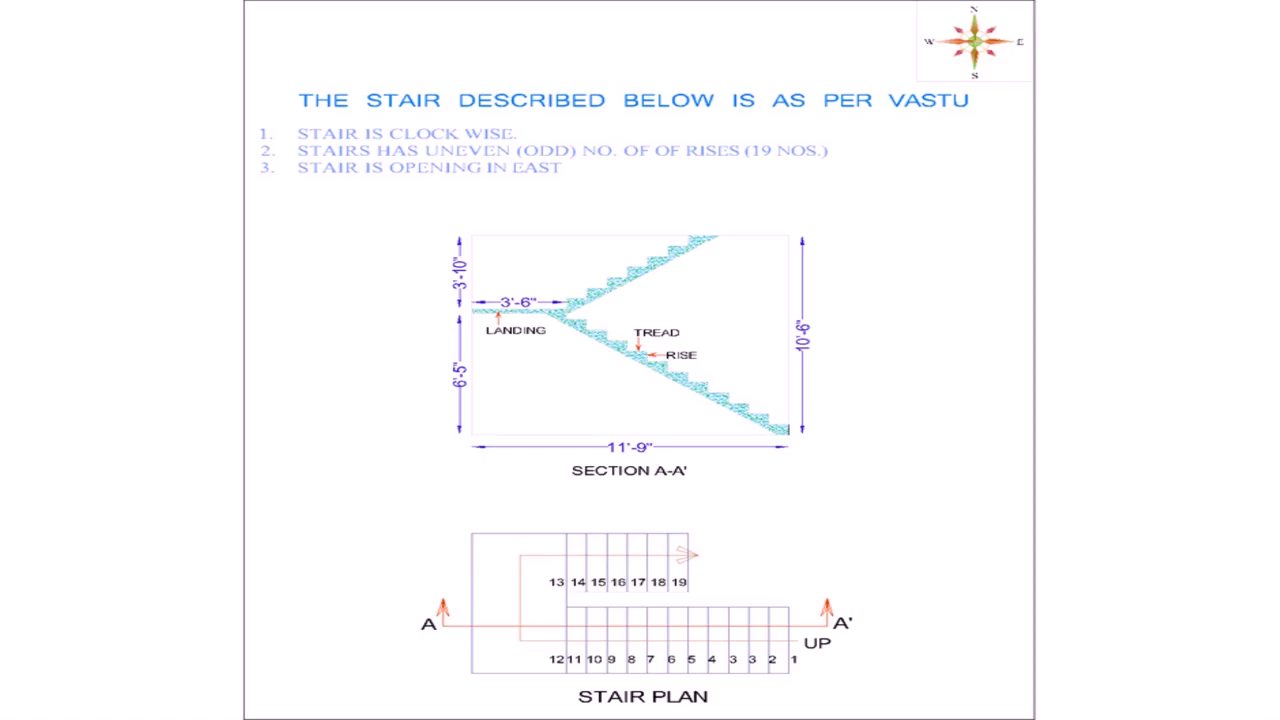 N
W E
S
THE STAIR DESCRIBED BELOW IS AS PER VASTU
1. STAIR IS CLOCK WISE.
2. STAIRS HAS UNEVEN (ODD) NO. OF OF RISES (19 NOS.)
3. STAIR IS OPENING IN EAST
3'-10"
3'-6"
LANDING
TREAD
RISE
10'-6"
6'-5"
11'-9"
SECTION A-A'
13 14 15 16 17 18 19
A A'
UP
12 11 10 9 8 7 6 5 4 3 3 2 1
STAIR PLAN